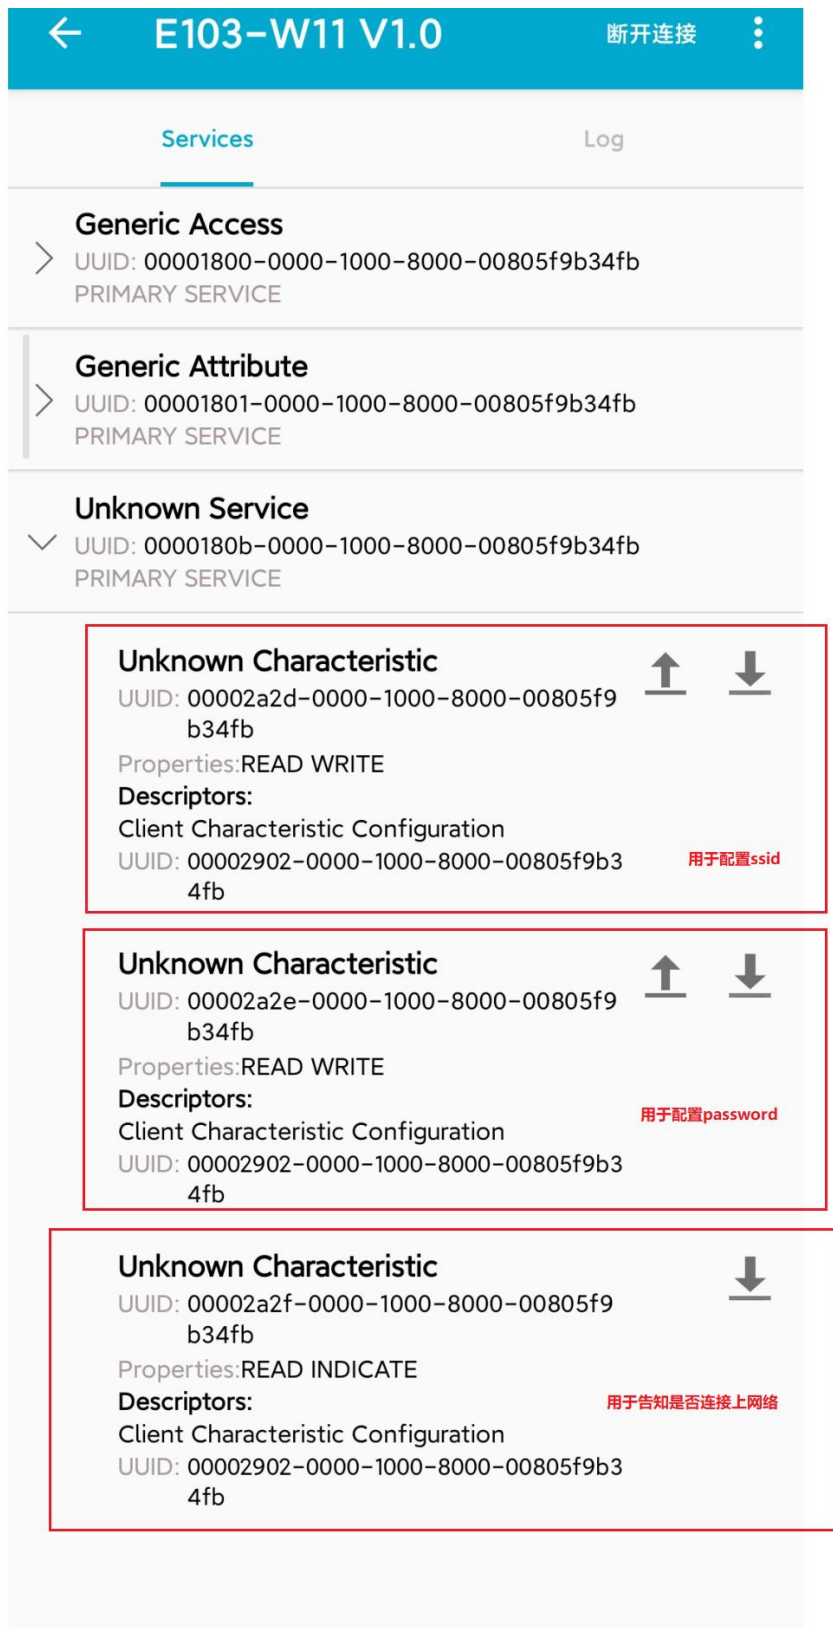 E103-W11 V1.0
断开连接
Services
Log
Generic Access
UUID: 00001800-0000-1000-8000-00805f9b34fb
PRIMARY SERVICE
Generic Attribute
UUID: 00001801-0000-1000-8000-00805f9b34fb
PRIMARY SERVICE
Unknown Service
UUID: 0000180b-0000-1000-8000-00805f9b34fb
PRIMARY SERVICE
Unknown Characteristic
UUID: 00002a2d-0000-1000-8000-00805f9
b34fb
Properties:READ WRITE
Descriptors:
Client Characteristic Configuration
UUID: 00002902-0000-1000-8000-00805f9b3
4fb
用于配置ssid
Unknown Characteristic
UUID: 00002a2e-0000-1000-8000-00805f9
b34fb
Properties:READ WRITE
Descriptors:
Client Characteristic Configuration
UUID: 00002902-0000-1000-8000-00805f9b3
4fb
用于配置password
Unknown Characteristic
UUID: 00002a2f-0000-1000-8000-00805f9
b34fb
Properties:READ INDICATE
Descriptors:
Client Characteristic Configuration
UUID: 00002902-0000-1000-8000-00805f9b3
4fb
用于告知是否连接上网络